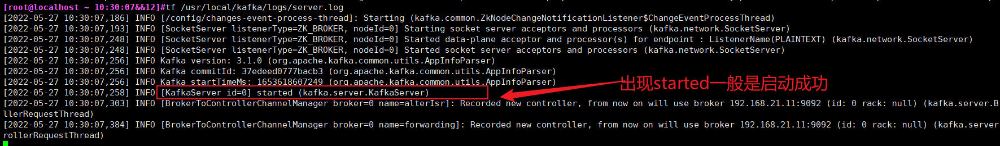 [root@localhost ~ 10:30:07&&12]#tf /usr/local/kafka/logs/server.log
[2022-05-27 10:30:07,186] INFO [/config/changes-event-process-thread]: Starting (kafka.common.ZkNodeChangeNotificationListener$ChangeEventProcessThread)
[2022-05-27 10:30:07,193] INFO [SocketServer listenerType=ZK_BROKER, nodeId=0] Starting socket server acceptors and processors (kafka.network.SocketServer)
[2022-05-27 10:30:07,248] INFO [SocketServer listenerType=ZK_BROKER, nodeId=0] Started data-plane acceptor and processor(s) for endpoint : ListenerName(PLAINTEXT) (kafka.network.SocketServer)
[2022-05-27 10:30:07,248] INFO [SocketServer listenerType=ZK_BROKER, nodeId=0] Started socket server acceptors and processors (kafka.network.SocketServer)
[2022-05-27 10:30:07,256] INFO Kafka version: 3.1.0 (org.apache.kafka.common.utils.AppInfoParser)
[2022-05-27 10:30:07,256] INFO Kafka commitId: 37edeed0777bacb3 (org.apache.kafka.common.utils.AppInfoParser)
[2022-05-27 10:30:07,256] INFO Kafka startTimeMs: 1653618607249 (org.apache.kafka.common.utils.AppInfoParser)
[2022-05-27 10:30:07,258] INFO [KafkaServer id=0] started (kafka.server.KafkaServer)
出现started一般是启动成功
[2022-05-27 10:30:07,303] INFO [BrokerToControllerChannelManager broker=0 name=alterIsr]: Recorded new controller, from now on will use broker 192.168.21.11:9092 (id: 0 rack: null) (kafka.server.B
llerRequestThread)
[2022-05-27 10:30:07,384] INFO [BrokerToControllerChannelManager broker=0 name=forwarding]: Recorded new controller, from now on will use broker 192.168.21.11:9092 (id: 0 rack: null) (kafka.server
rollerRequestThread)